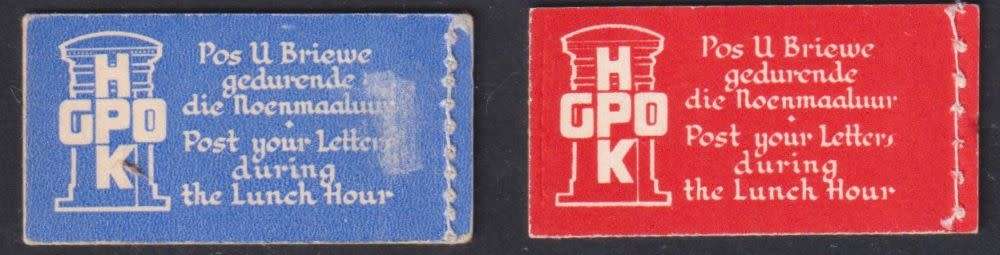 H
GPO
K
Pos U Briewe
gedurende
die Noenmaaluur
Post your Letters
during
the Lunch Hour
H
GPO
K
Pos U Briewe
gedurende
die Noenmaaluur
Post your Letters
during
the Lunch Hour